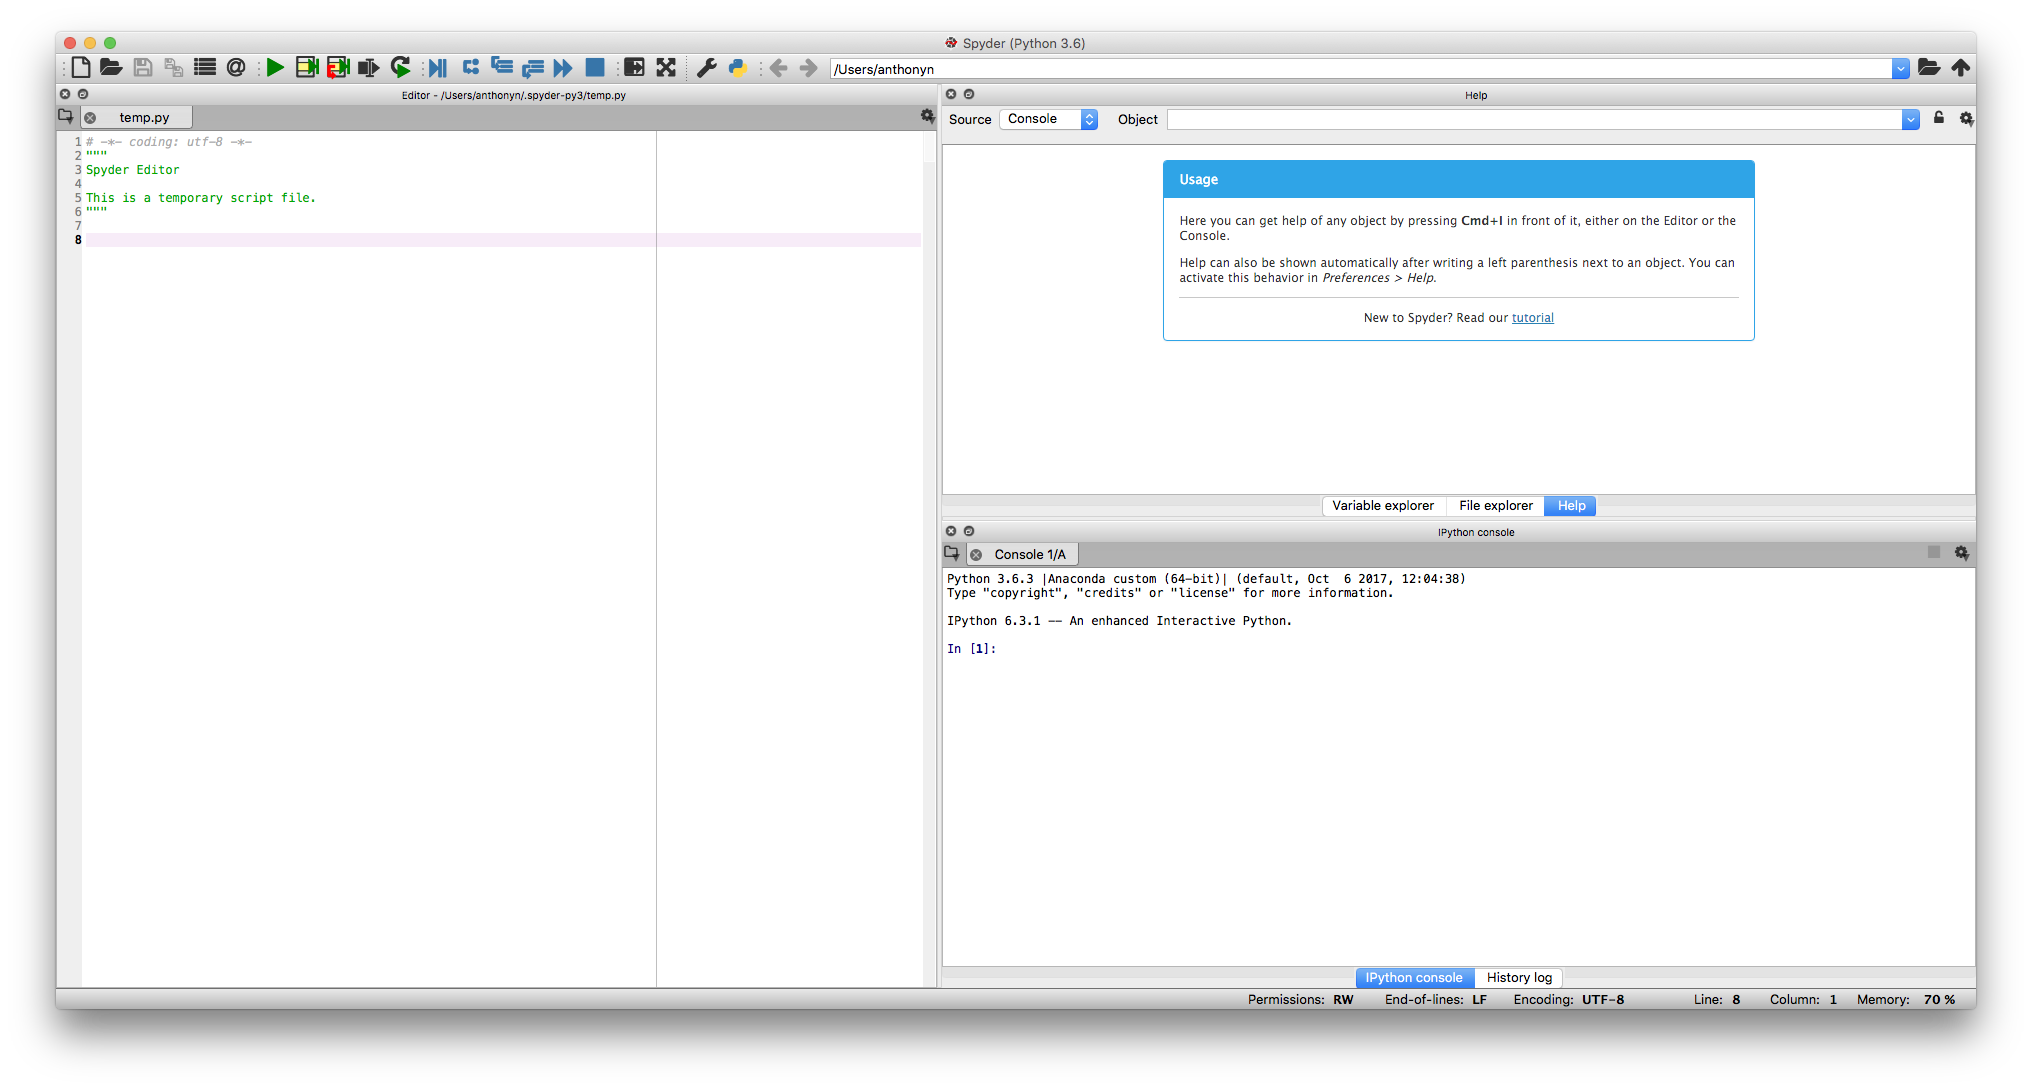 Spyder (Python 3.6)
/Users/anthonyn
Editor - /Users/anthonyn/.spyder-py3/temp.py
temp.py
1 # -*- coding: utf-8 -*-
2 """
3 Spyder Editor
4
5 This is a temporary script file.
6 """
7
8
Help
Source Console Object
Usage
Here you can get help of any object by pressing Cmd+I in front of it, either on the Editor or the
Console.
Help can also be shown automatically after writing a left parenthesis next to an object. You can
activate this behavior in Preferences > Help.
New to Spyder? Read our tutorial
Variable explorer File explorer Help
IPython console
Console 1/A
Python 3.6.3 |Anaconda custom (64-bit)| (default, Oct  6 2017, 12:04:38)
Type "copyright", "credits" or "license" for more information.
IPython 6.3.1 -- An enhanced Interactive Python.
In [1]:
IPython console History log
Permissions: RW End-of-lines: LF Encoding: UTF-8 Line: 8 Column: 1 Memory: 70 %